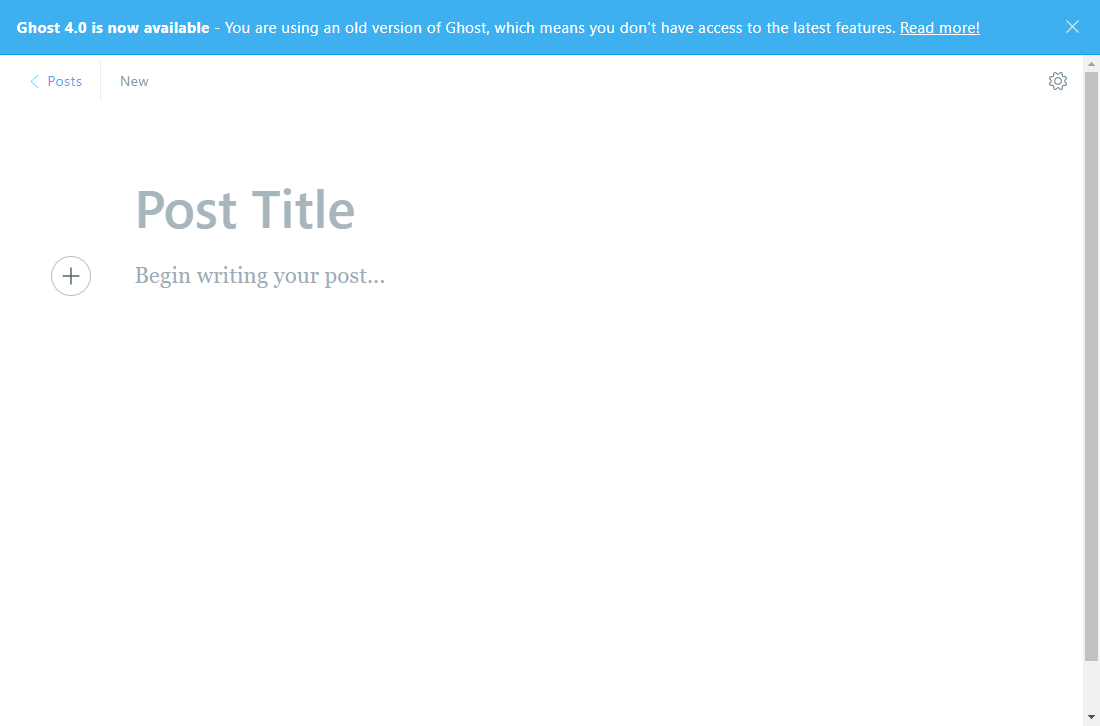 Ghost 4.0 is now available - You are using an old version of Ghost, which means you don't have access to the latest features. Read more!
Posts New
Post Title
Begin writing your post...